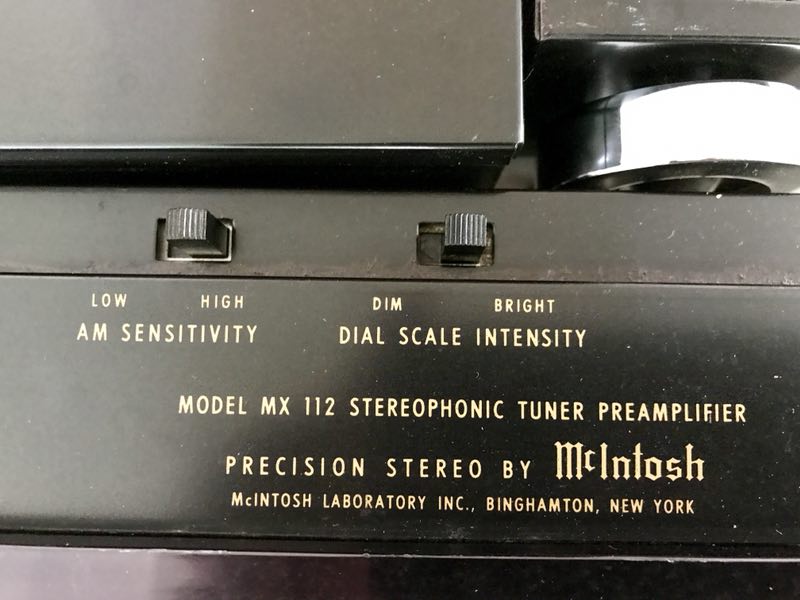 LOW HIGH DIM BRIGHT
AM SENSITIVITY DIAL SCALE INTENSITY
MODEL MX 112 STEREOPHONIC TUNER PREAMPLIFIER
PRECISION STEREO BY McIntosh
McINTOSH LABORATORY INC., BINGHAMTON, NEW YORK